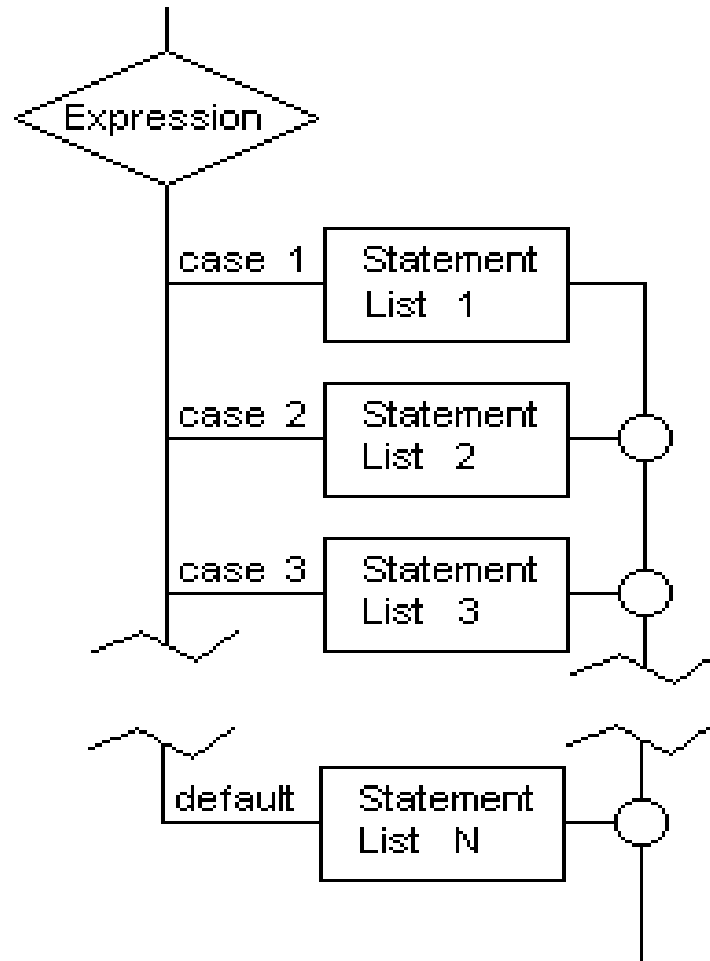 Expression
case 1
Statement
List 1
case 2
Statement
List 2
case 3
Statement
List 3
default
Statement
List N